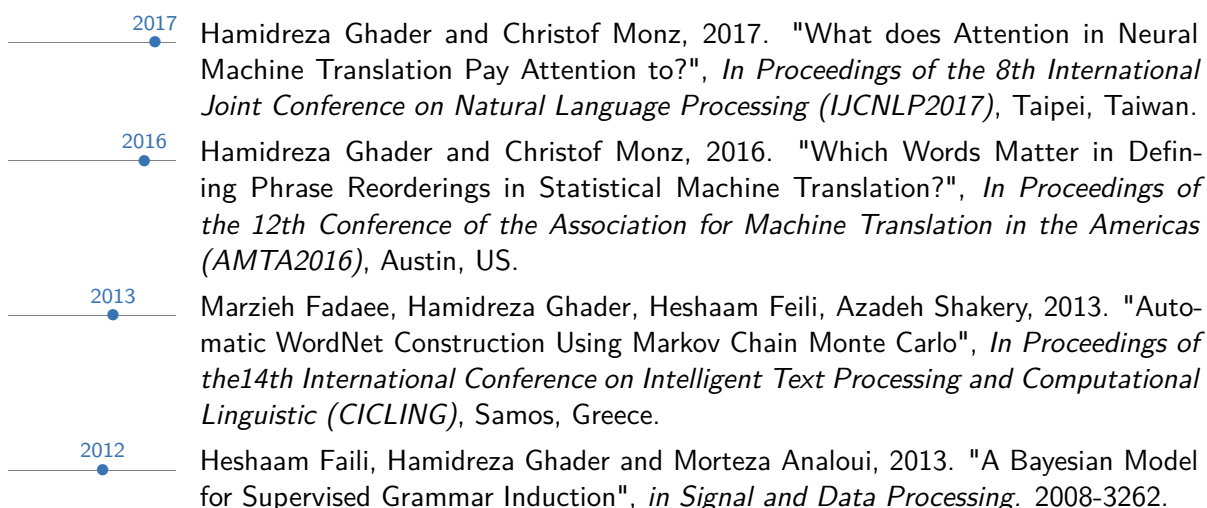 2017
Hamidreza Ghader and Christof Monz, 2017. "What does Attention in Neural
Machine Translation Pay Attention to?", In Proceedings of the 8th International
Joint Conference on Natural Language Processing (IJCNLP2017), Taipei, Taiwan.
2016
Hamidreza Ghader and Christof Monz, 2016. "Which Words Matter in Defin-
ing Phrase Reorderings in Statistical Machine Translation?", In Proceedings of
the 12th Conference of the Association for Machine Translation in the Americas
(AMTA2016), Austin, US.
2013
Marzieh Fadaee, Hamidreza Ghader, Heshaam Feili, Azadeh Shakery, 2013. "Auto-
matic WordNet Construction Using Markov Chain Monte Carlo", In Proceedings of
the14th International Conference on Intelligent Text Processing and Computational
Linguistic (CICLING), Samos, Greece.
2012
Heshaam Faili, Hamidreza Ghader and Morteza Analoui, 2013. "A Bayesian Model
for Supervised Grammar Induction", in Signal and Data Processing. 2008-3262.